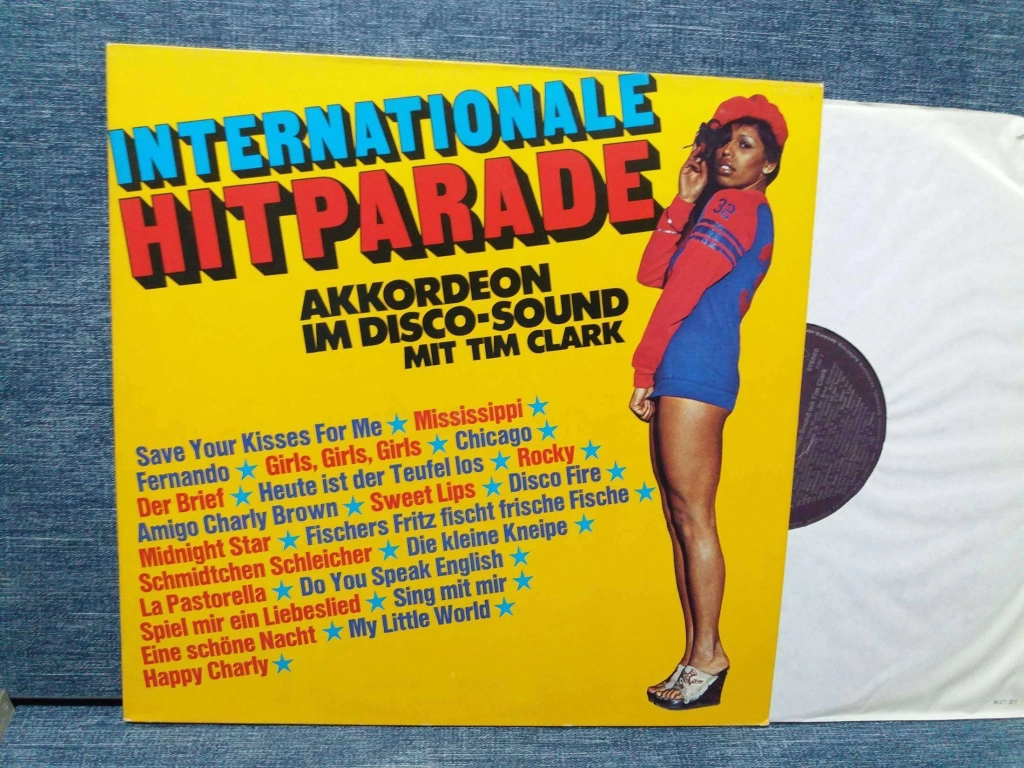 INTERNATIONALE
HITPARADE
AKKORDEON
IM DISCO-SOUND
MIT TIM CLARK
32
Save Your Kisses For Me ★ Mississippi ★
Fernando ★ Girls, Girls, Girls ★ Chicago ★
Der Brief ★ Heute ist der Teufel los ★ Rocky ★
Amigo Charly Brown ★ Sweet Lips ★ Disco Fire ★
Midnight Star ★ Fischers Fritz fischt frische Fische ★
Schmidtchen Schleicher ★ Die kleine Kneipe ★
La Pastorella ★ Do You Speak English ★
Spiel mir ein Liebeslied ★ Sing mit mir ★
Eine schöne Nacht ★ My Little World ★
Happy Charly ★